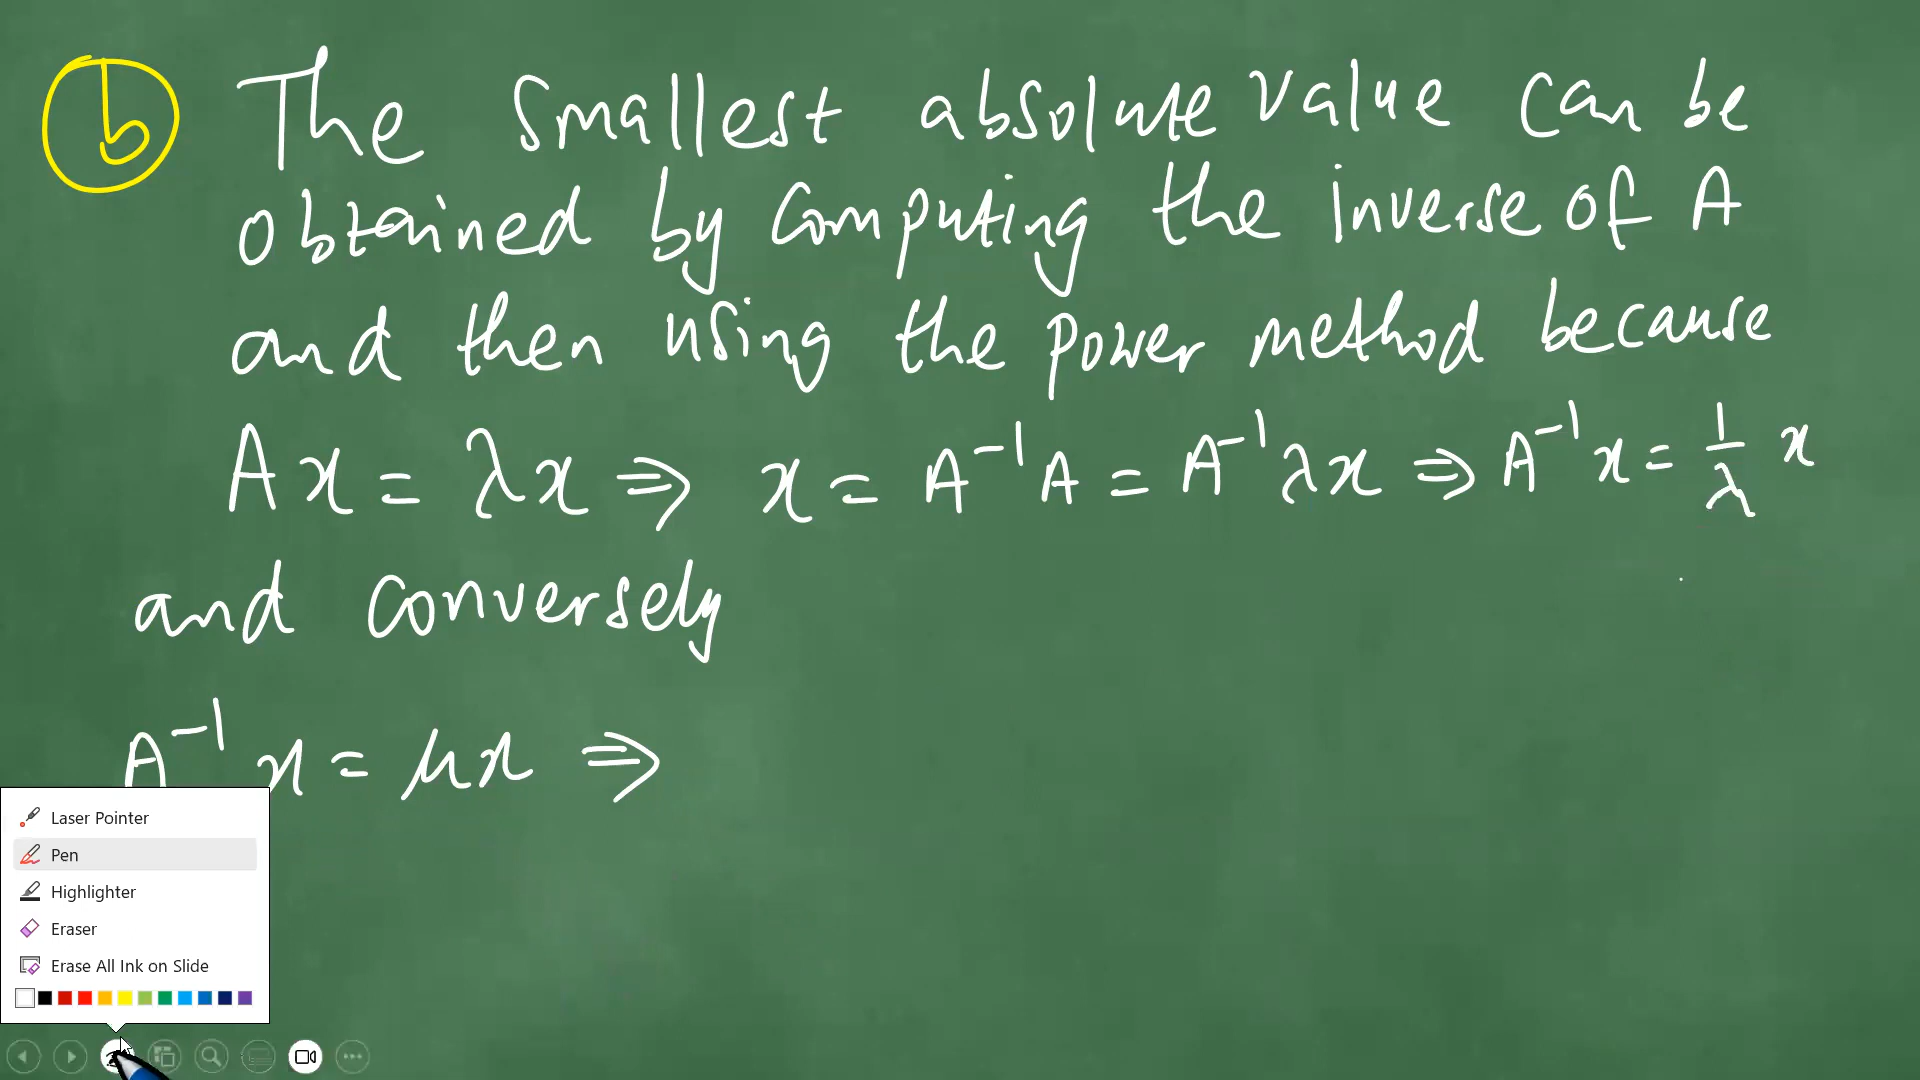 b The smallest absolute value can be
obtained by computing the inverse of A
and then using the power method because
Ax = λx ⇒ x = A⁻¹A = A⁻¹λx ⇒ A⁻¹x = 1/λ x
and conversely
A⁻¹x = μx ⇒
Laser Pointer
Pen
Highlighter
Eraser
Erase All Ink on Slide